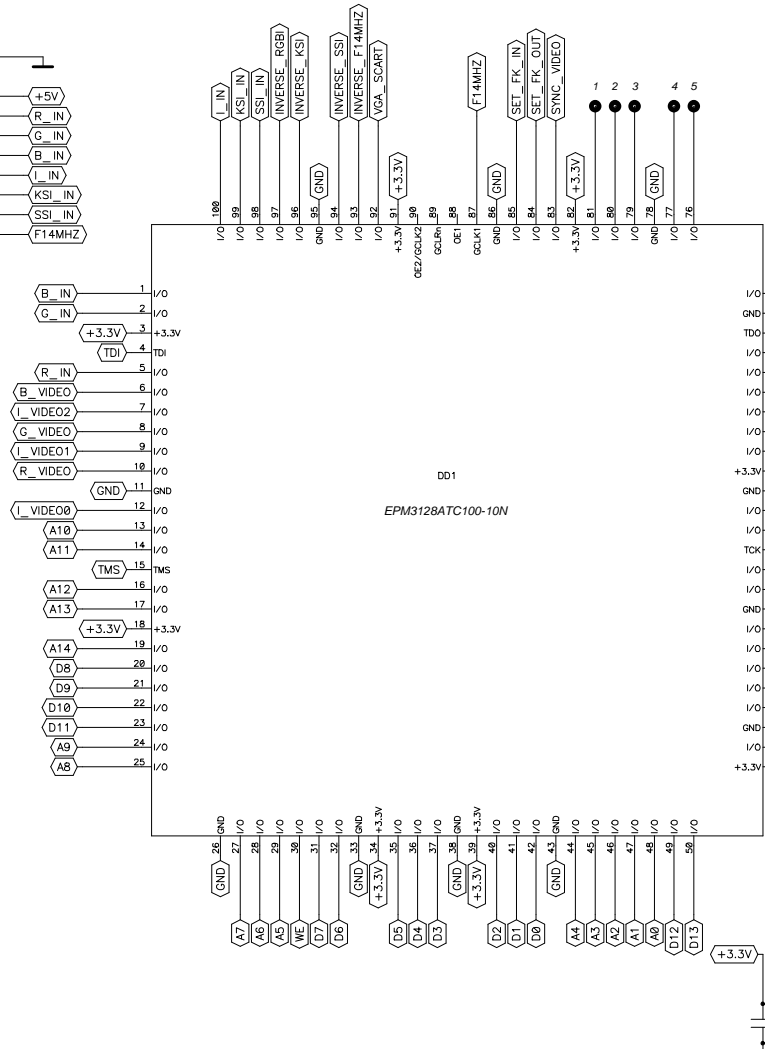 +5V
R_IN
G_IN
B_IN
I_IN
KSI_IN
SSI_IN
F14MHZ
I_IN
KSI_IN
SSI_IN
INVERSE_RGBI
INVERSE_KSI
GND
INVERSE_SSI
INVERSE_F14MHZ
VGA_SCART
+3.3V
F14MHZ
GND
SET_FK_IN
SET_FK_OUT
SYNC_VIDEO
+3.3V
1 2 3
GND
4 5
100 99 98 97 96 95 94 93 92 91 90 89 88 87 86 85 84 83 82 81 80 79 78 77 76
I/O I/O I/O I/O I/O GND I/O I/O I/O +3.3V OE2/GCLK2 GCLRn OE1 GCLK1 GND I/O I/O I/O +3.3V I/O I/O I/O GND I/O I/O
B_IN 1 I/O
G_IN 2 I/O
+3.3V 3 +3.3V
TDI 4 TDI
R_IN 5 I/O
B_VIDEO 6 I/O
I_VIDEO2 7 I/O
G_VIDEO 8 I/O
I_VIDEO1 9 I/O
R_VIDEO 10 I/O
GND 11 GND
I_VIDEO0 12 I/O
A10 13 I/O
A11 14 I/O
TMS 15 TMS
A12 16 I/O
A13 17 I/O
+3.3V 18 +3.3V
A14 19 I/O
D8 20 I/O
D9 21 I/O
D10 22 I/O
D11 23 I/O
A9 24 I/O
A8 25 I/O
DD1
EPM3128ATC100-10N
I/O
GND
TDO
I/O
I/O
I/O
I/O
I/O
I/O
+3.3V
GND
I/O
I/O
TCK
I/O
I/O
GND
I/O
I/O
I/O
I/O
I/O
GND
I/O
+3.3V
GND I/O I/O I/O I/O I/O I/O GND +3.3V I/O I/O I/O GND +3.3V I/O I/O I/O GND I/O I/O I/O I/O I/O I/O I/O
26 27 28 29 30 31 32 33 34 35 36 37 38 39 40 41 42 43 44 45 46 47 48 49 50
GND A7 A6 A5 WE D7 D6 GND +3.3V D5 D4 D3 GND +3.3V D2 D1 D0 GND A4 A3 A2 A1 A0 D12 D13
+3.3V